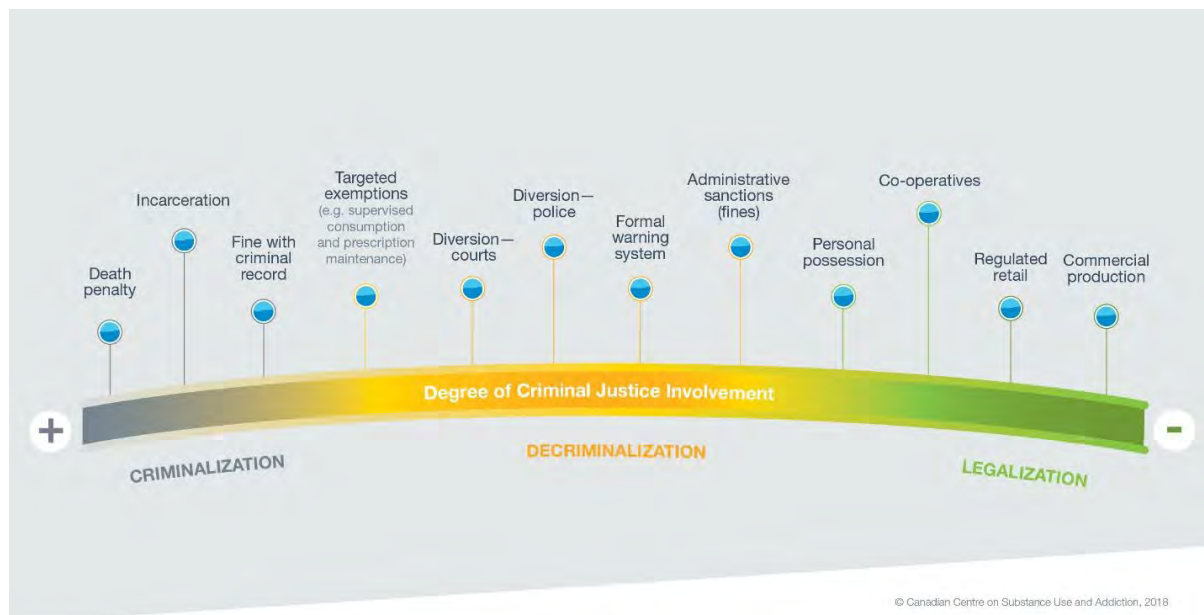 Death
penalty
Incarceration
Fine with
criminal
record
Targeted
exemptions
(e.g. supervised
consumption
and prescription
maintenance)
Diversion—
courts
Diversion—
police
Formal
warning
system
Administrative
sanctions
(fines)
Personal
possession
Co-operatives
Regulated
retail
Commercial
production
+
Degree of Criminal Justice Involvement
-
CRIMINALIZATION
DECRIMINALIZATION
LEGALIZATION
© Canadian Centre on Substance Use and Addiction, 2018